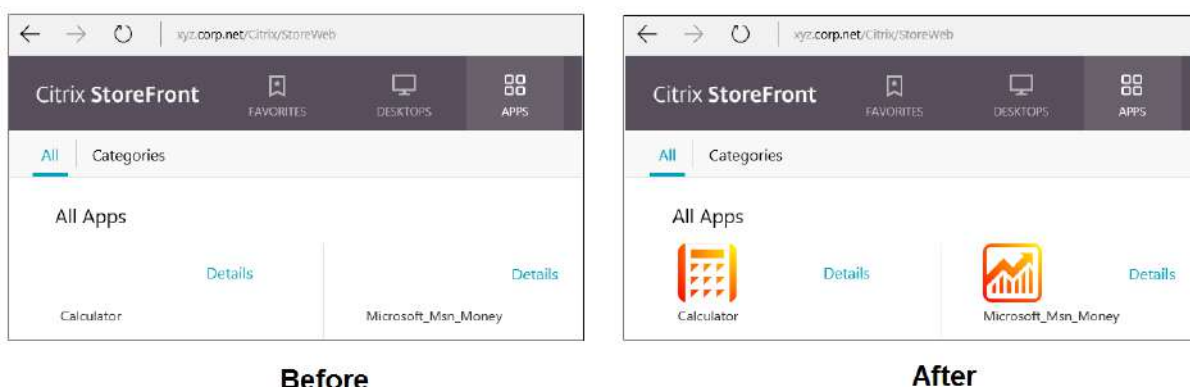 xyz.corp.net/Citrix/StoreWeb
Citrix StoreFront
FAVORITES
DESKTOPS
APPS
All
Categories
All Apps
Details
Details
Calculator
Microsoft_Msn_Money
Before
xyz.corp.net/Citrix/StoreWeb
Citrix StoreFront
FAVORITES
DESKTOPS
APPS
All
Categories
All Apps
Details
Details
Calculator
Microsoft_Msn_Money
After